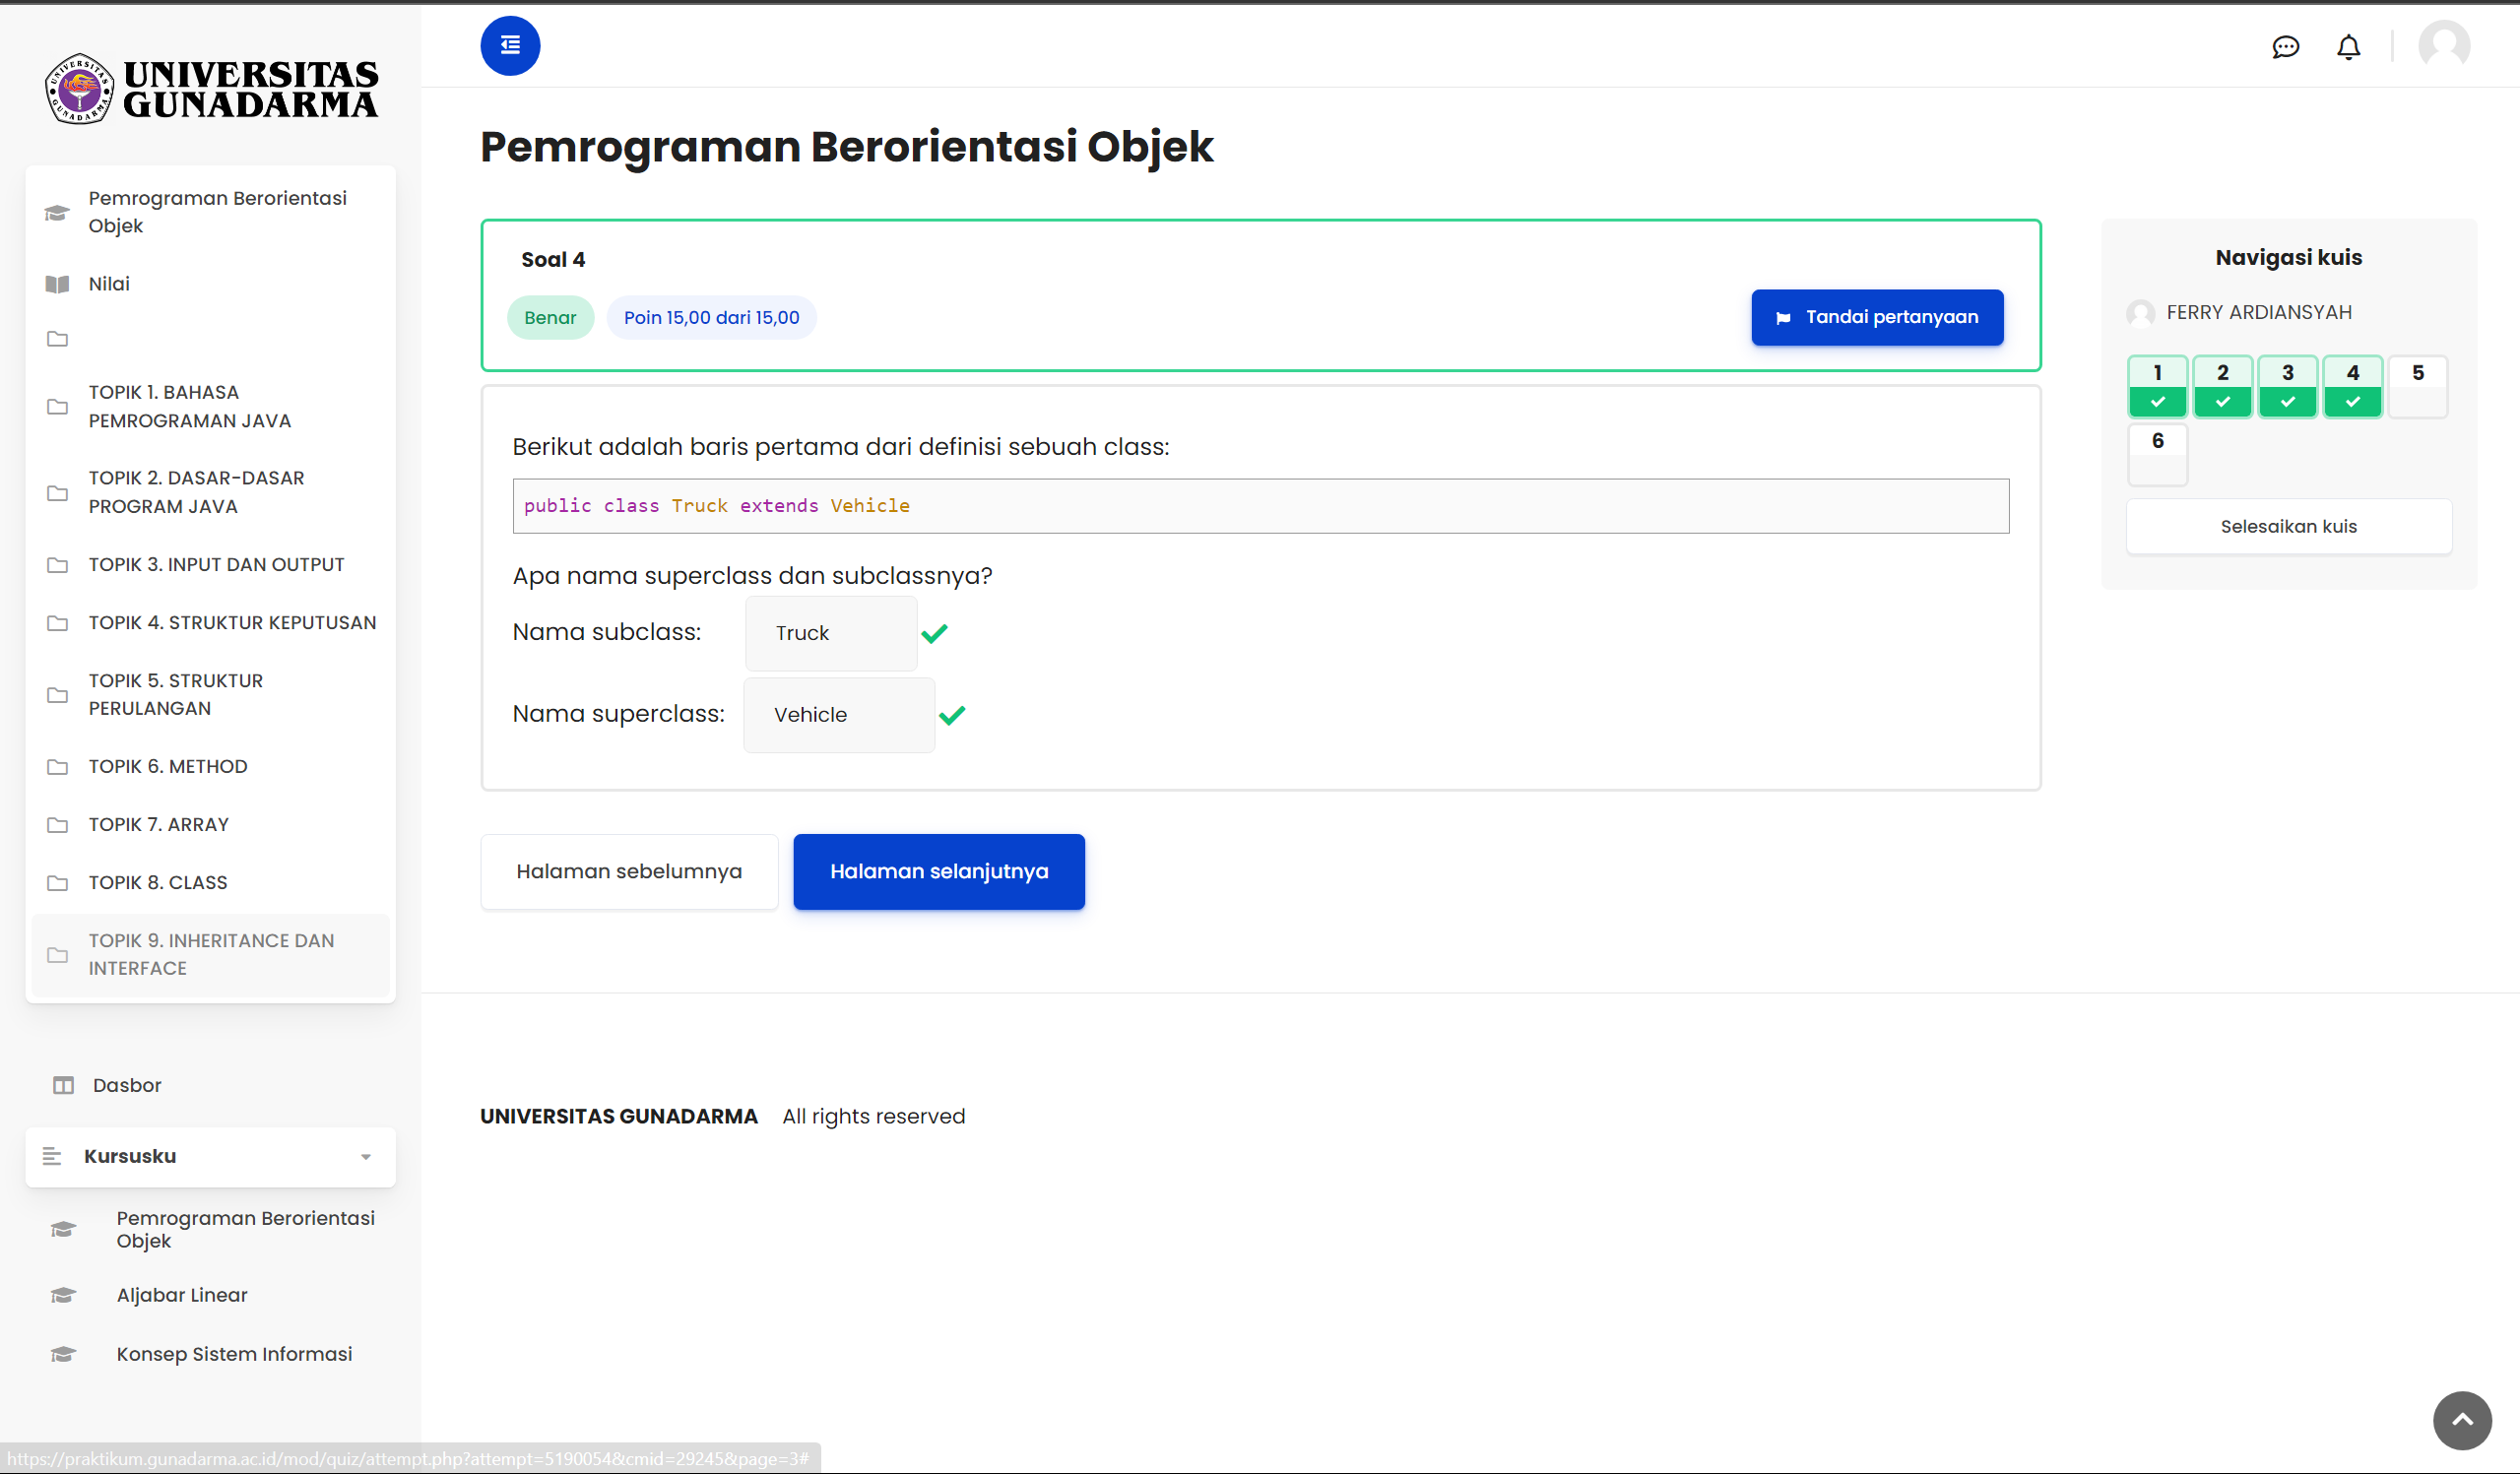 UNIVERSITAS
GUNADARMA
Pemrograman Berorientasi
Objek
Nilai
TOPIK 1. BAHASA
PEMROGRAMAN JAVA
TOPIK 2. DASAR-DASAR
PROGRAM JAVA
TOPIK 3. INPUT DAN OUTPUT
TOPIK 4. STRUKTUR KEPUTUSAN
TOPIK 5. STRUKTUR
PERULANGAN
TOPIK 6. METHOD
TOPIK 7. ARRAY
TOPIK 8. CLASS
TOPIK 9. INHERITANCE DAN
INTERFACE
Dasbor
Kursusku
Pemrograman Berorientasi
Objek
Aljabar Linear
Konsep Sistem Informasi
Pemrograman Berorientasi Objek
Soal 4
Benar
Poin 15,00 dari 15,00
Tandai pertanyaan
Berikut adalah baris pertama dari definisi sebuah class:
public class Truck extends Vehicle
Apa nama superclass dan subclassnya?
Nama subclass: Truck
Nama superclass: Vehicle
Halaman sebelumnya
Halaman selanjutnya
Navigasi kuis
FERRY ARDIANSYAH
1 2 3 4 5
6
Selesaikan kuis
UNIVERSITAS GUNADARMA All rights reserved
https://praktikum.gunadarma.ac.id/mod/quiz/attempt.php?attempt=5190054&cmid=29245&page=3#